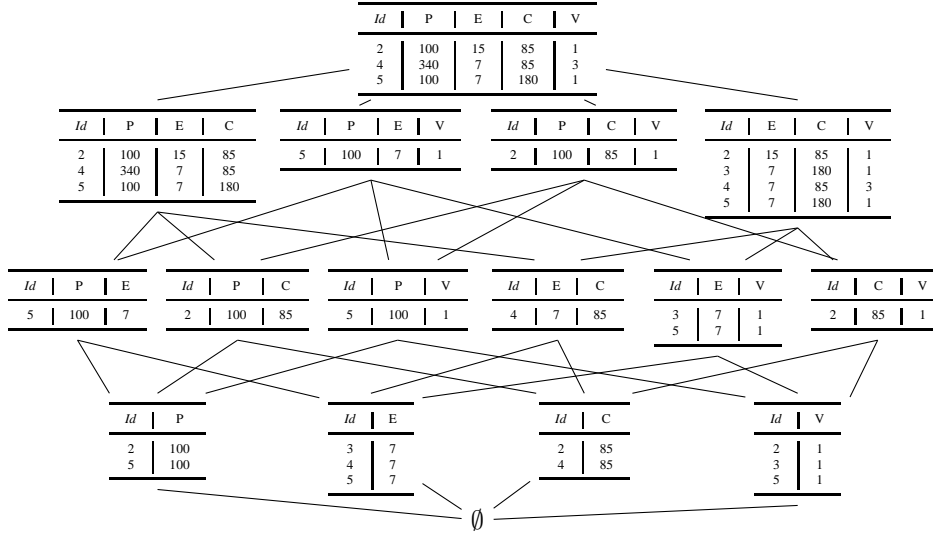 Id P E C V
2 100 15 85 1
4 340 7 85 3
5 100 7 180 1
Id P E C
2 100 15 85
4 340 7 85
5 100 7 180
Id P E V
5 100 7 1
Id P C V
2 100 85 1
Id E C V
2 15 85 1
3 7 180 1
4 7 85 3
5 7 180 1
Id P E
5 100 7
Id P C
2 100 85
Id P V
5 100 1
Id E C
4 7 85
Id E V
3 7 1
5 7 1
Id C V
2 85 1
Id P
2 100
5 100
Id E
3 7
4 7
5 7
Id C
2 85
4 85
Id V
2 1
3 1
5 1
∅